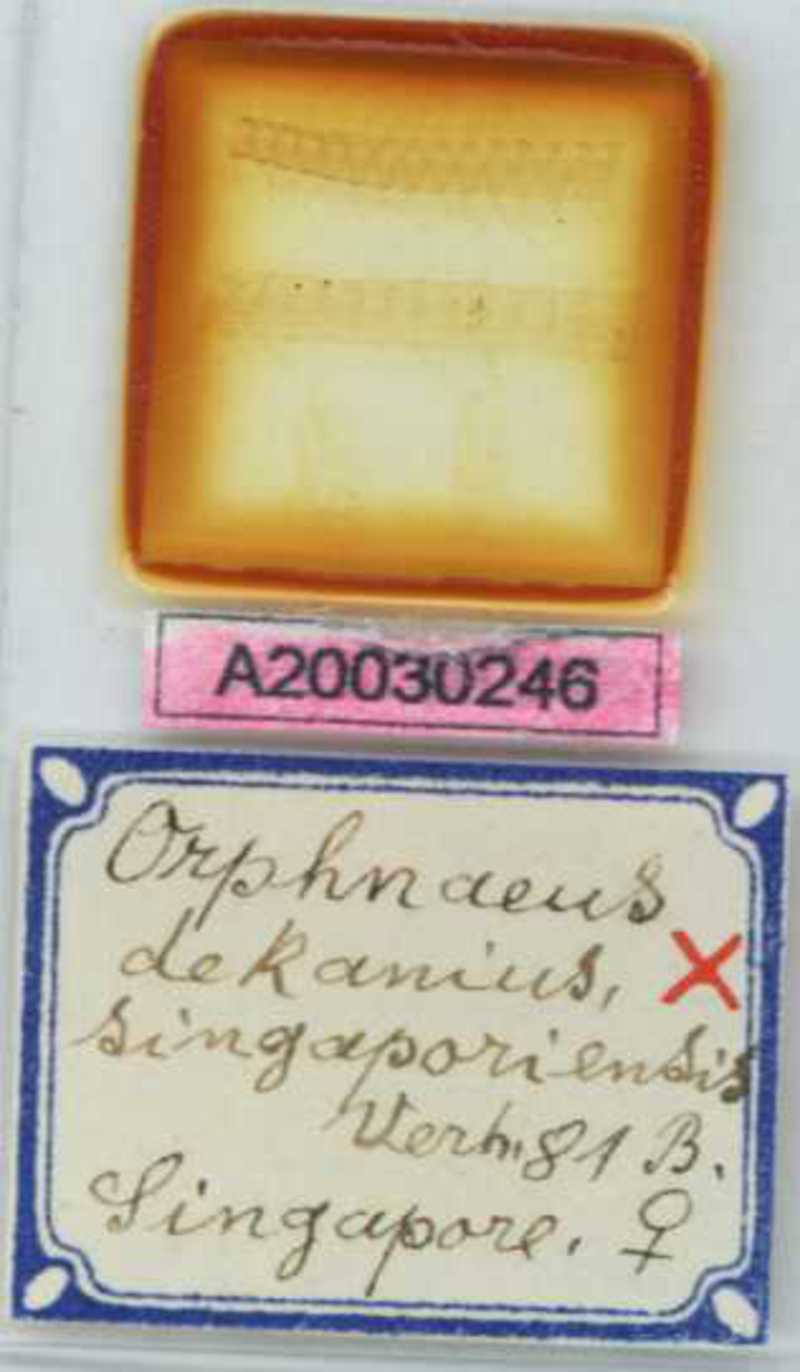 A20030246
Orphnaeus
dekanius,
singaporiensis
Verh. 81 B.
Singapore. ♀